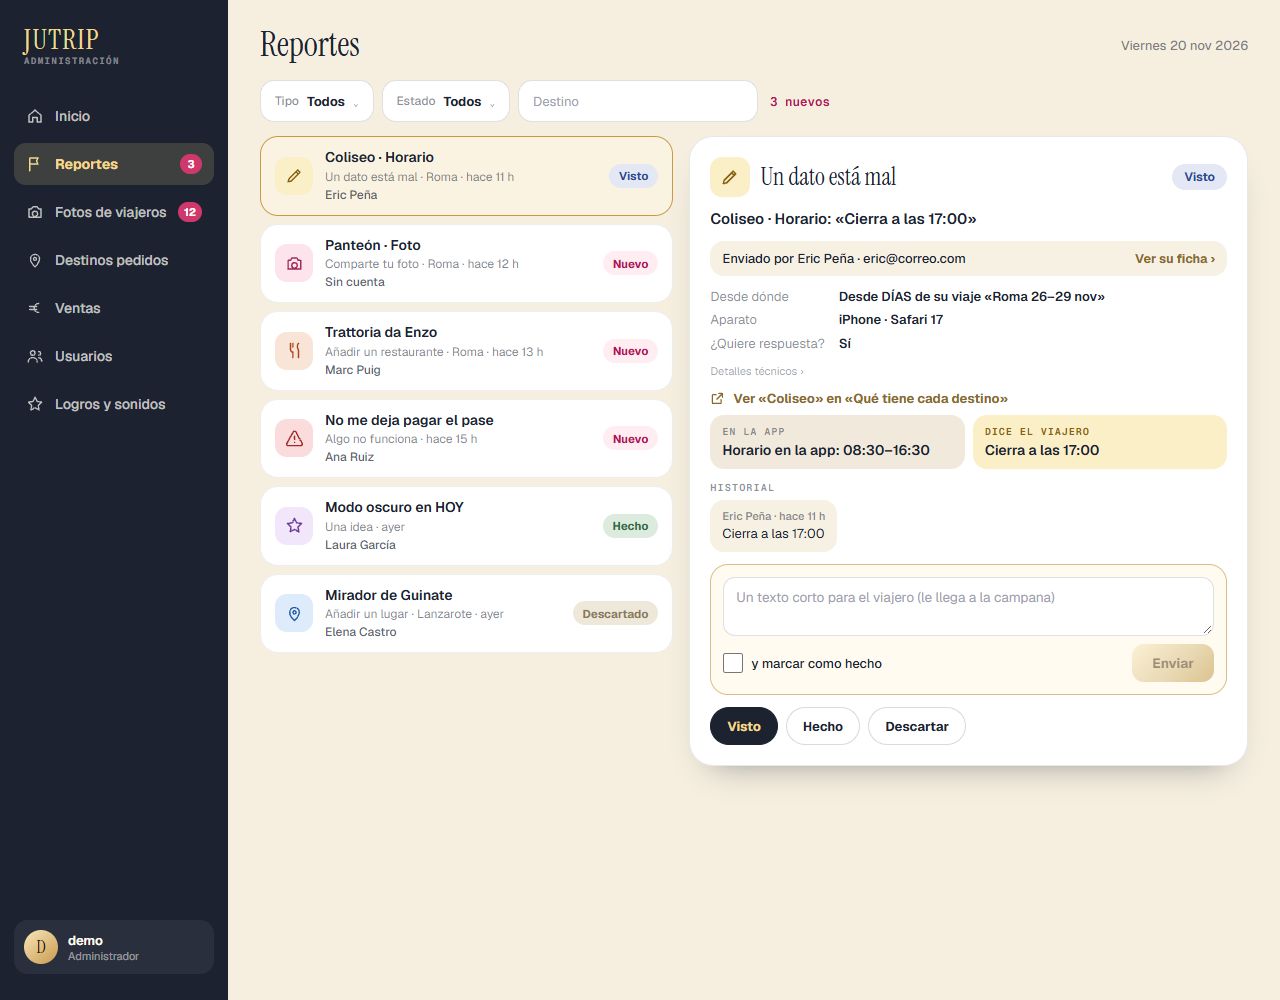 JUTRIP
ADMINISTRACIÓN
Inicio
Reportes
3
Fotos de viajeros
12
Destinos pedidos
Ventas
Usuarios
Logros y sonidos
D
demo
Administrador
Reportes
Viernes 20 nov 2026
Tipo Todos
Estado Todos
Destino
3 nuevos
Coliseo · Horario
Un dato está mal · Roma · hace 11 h
Eric Peña
Visto
Panteón · Foto
Comparte tu foto · Roma · hace 12 h
Sin cuenta
Nuevo
Trattoria da Enzo
Añadir un restaurante · Roma · hace 13 h
Marc Puig
Nuevo
No me deja pagar el pase
Algo no funciona · hace 15 h
Ana Ruiz
Nuevo
Modo oscuro en HOY
Una idea · ayer
Laura García
Hecho
Mirador de Guinate
Añadir un lugar · Lanzarote · ayer
Elena Castro
Descartado
Un dato está mal
Visto
Coliseo · Horario: «Cierra a las 17:00»
Enviado por Eric Peña · eric@correo.com
Ver su ficha ›
Desde dónde
Desde DÍAS de su viaje «Roma 26–29 nov»
Aparato
iPhone · Safari 17
¿Quiere respuesta?
Sí
Detalles técnicos ›
Ver «Coliseo» en «Qué tiene cada destino»
EN LA APP
Horario en la app: 08:30–16:30
DICE EL VIAJERO
Cierra a las 17:00
HISTORIAL
Eric Peña · hace 11 h
Cierra a las 17:00
Un texto corto para el viajero (le llega a la campana)
y marcar como hecho
Enviar
Visto
Hecho
Descartar